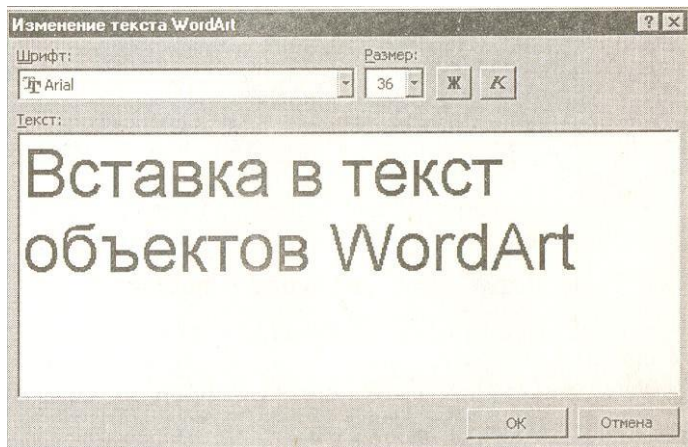 Изменение текста WordArt
Шрифт: Размер:
Arial 36 Ж К
Текст:
Вставка в текст
объектов WordArt
ОК Отмена